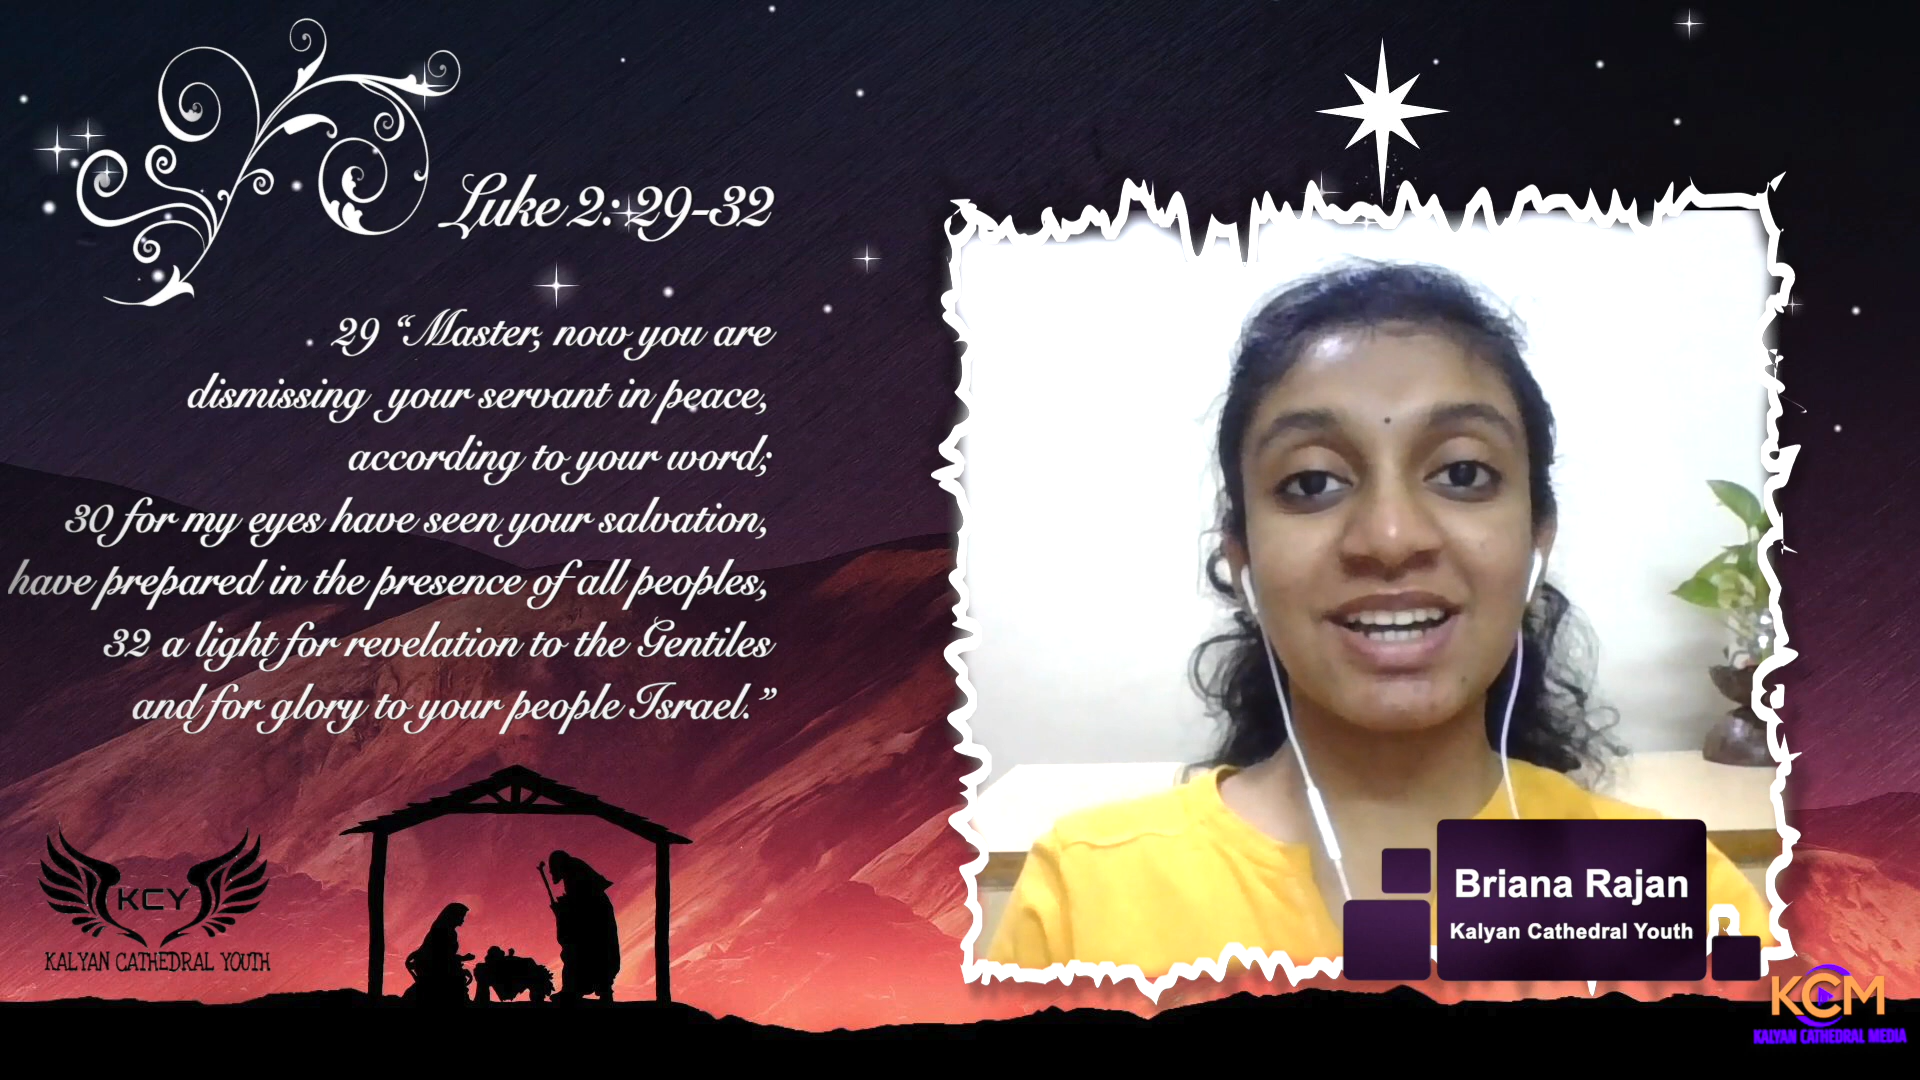 Luke 2: 29-32
29 “Master, now you are
dismissing your servant in peace,
according to your word;
30 for my eyes have seen your salvation,
have prepared in the presence of all peoples,
32 a light for revelation to the Gentiles
and for glory to your people Israel.”
KCY
KALYAN CATHEDRAL YOUTH
Briana Rajan
Kalyan Cathedral Youth
KCM
KALYAN CATHEDRAL MEDIA